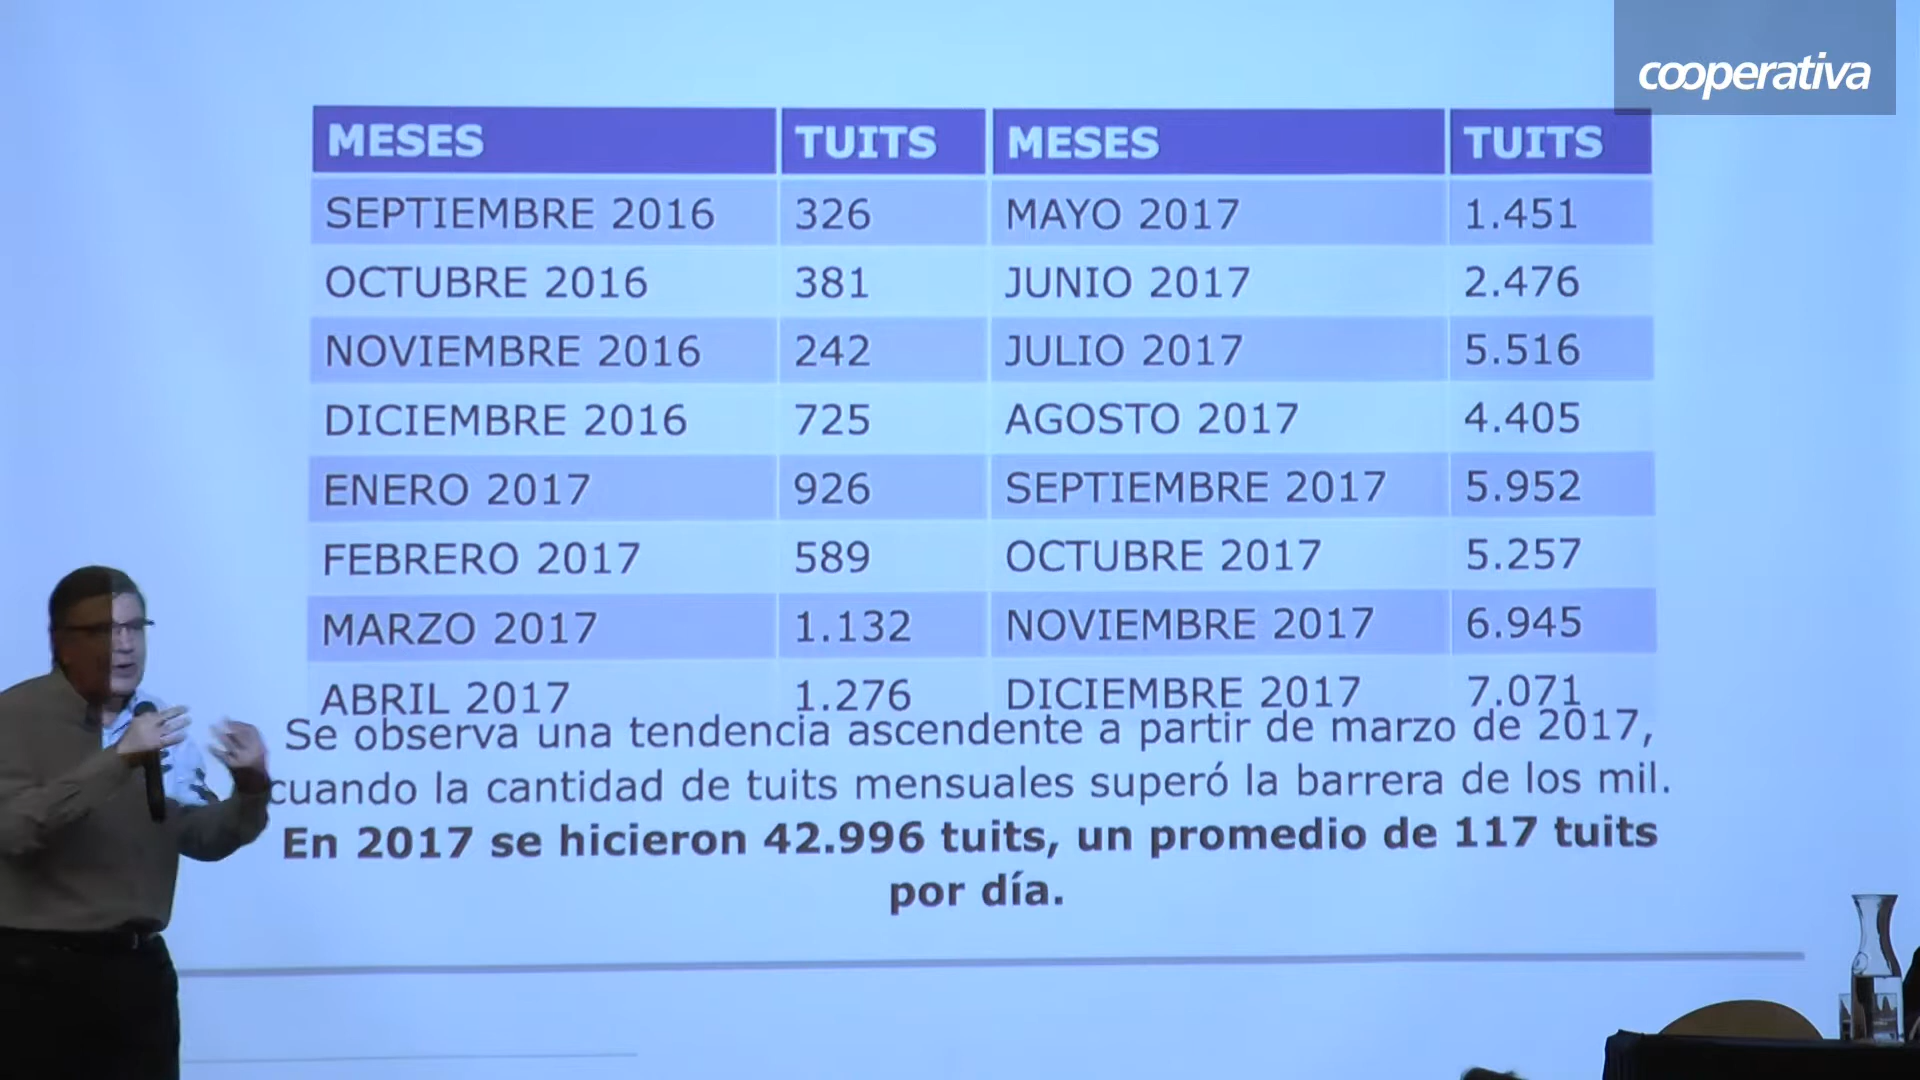 cooperativa
MESES TUITS MESES TUITS
SEPTIEMBRE 2016 326 MAYO 2017 1.451
OCTUBRE 2016 381 JUNIO 2017 2.476
NOVIEMBRE 2016 242 JULIO 2017 5.516
DICIEMBRE 2016 725 AGOSTO 2017 4.405
ENERO 2017 926 SEPTIEMBRE 2017 5.952
FEBRERO 2017 589 OCTUBRE 2017 5.257
MARZO 2017 1.132 NOVIEMBRE 2017 6.945
ABRIL 2017 1.276 DICIEMBRE 2017 7.071
Se observa una tendencia ascendente a partir de marzo de 2017,
cuando la cantidad de tuits mensuales superó la barrera de los mil.
En 2017 se hicieron 42.996 tuits, un promedio de 117 tuits
por día.